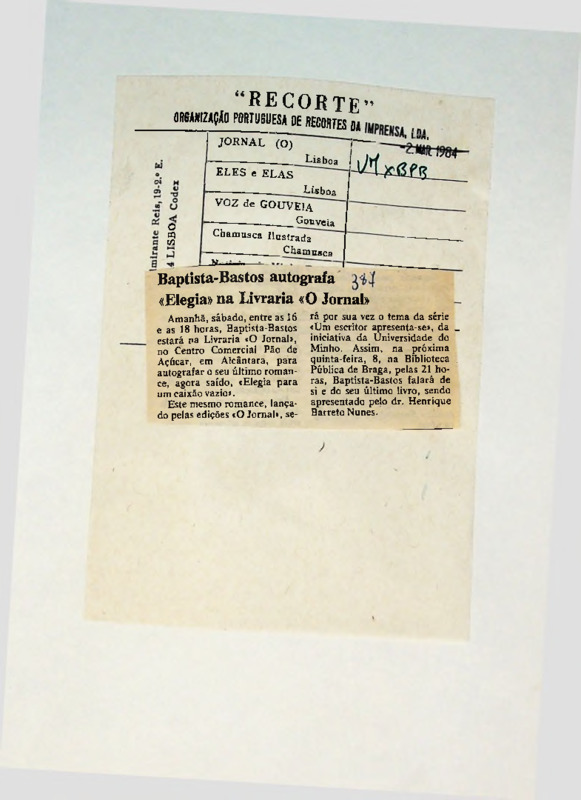 “RECORTE”
ORGANIZAÇÃO PORTUGUESA DE RECORTES DA IMPRENSA, LDA.
-2. MAR. 1984
JORNAL (O)
Lisboa
VM x BPB
ELES e ELAS
Lisboa
VOZ de GOUVEIA
Gouveia
Chamusca Ilustrada
Chamusca
mirante Reis, 19-2.º E.
LISBOA Codex
Baptista-Bastos autografa
387
«Elegia» na Livraria «O Jornal»
Amanhã, sábado, entre as 16
e as 18 horas, Baptista-Bastos
estará na Livraria «O Jornal»,
no Centro Comercial Pão de
Açúcar, em Alcântara, para
autografar o seu último roman-
ce, agora saído, «Elegia para
um caixão vazio».
Este mesmo romance, lança-
do pelas edições «O Jornal», se-
rá por sua vez o tema da série
«Um escritor apresenta-se», da
iniciativa da Universidade do
Minho. Assim, na próxima
quinta-feira, 8, na Biblioteca
Pública de Braga, pelas 21 ho-
ras, Baptista-Bastos falará de
si e do seu último livro, sendo
apresentado pelo dr. Henrique
Barreto Nunes.